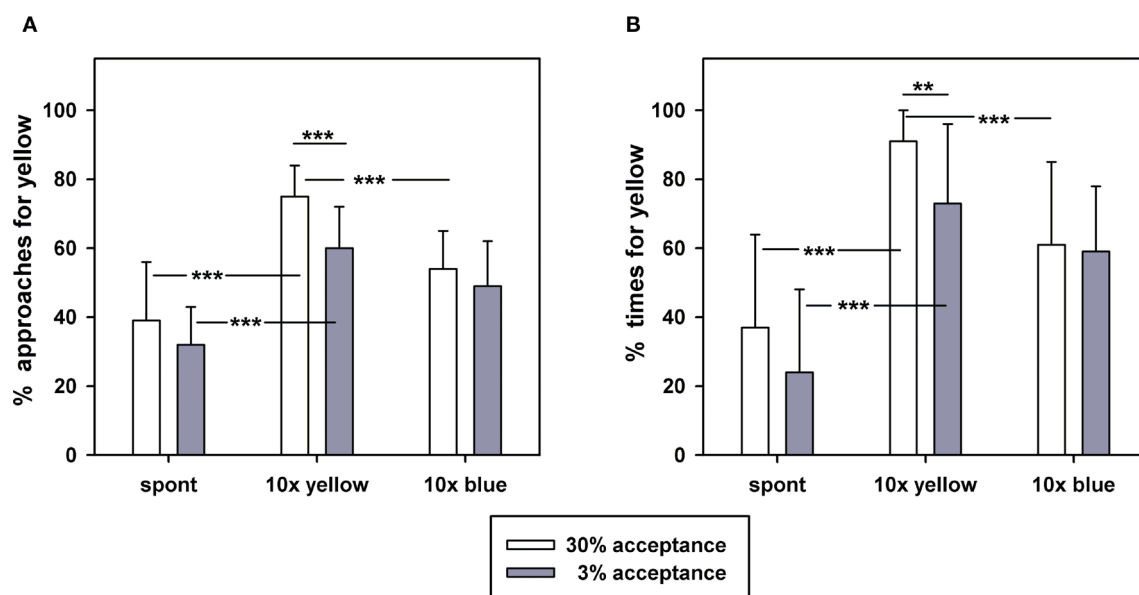 A
% approaches for yellow
100
80
60
40
20
0
***
***
***
***
spont 10x yellow 10x blue
B
% times for yellow
100
80
60
40
20
0
**
***
***
***
spont 10x yellow 10x blue
30% acceptance
3% acceptance